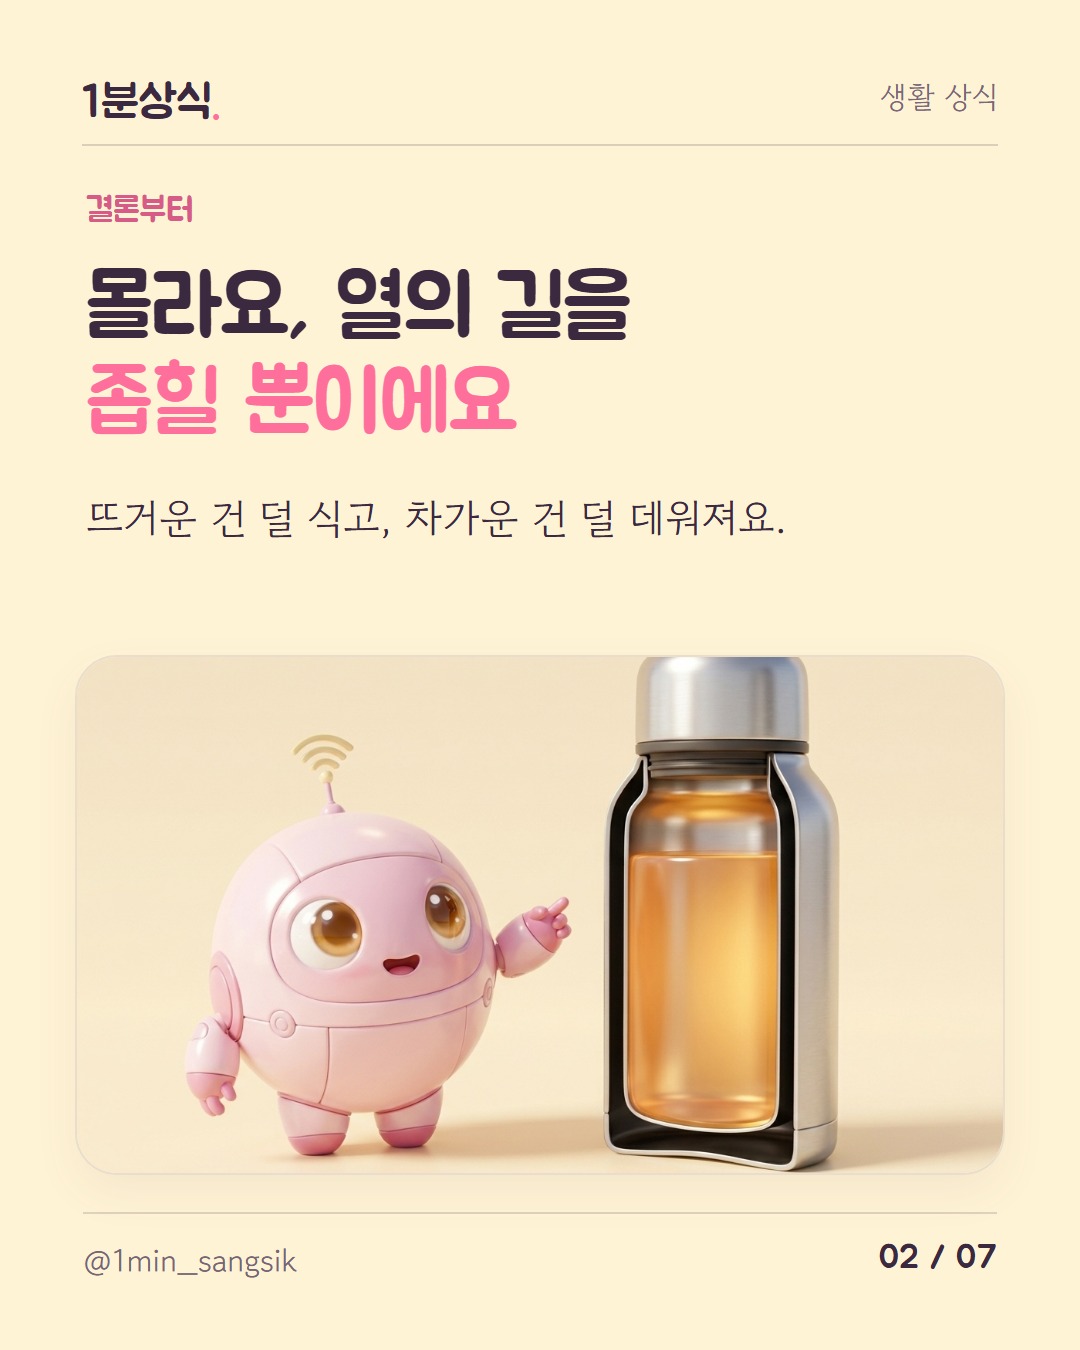 1분상식.
생활 상식
결론부터
몰라요, 열의 길을
좁힐 뿐이에요
뜨거운 건 덜 식고, 차가운 건 덜 데워져요.
@1min_sangsik
02 / 07